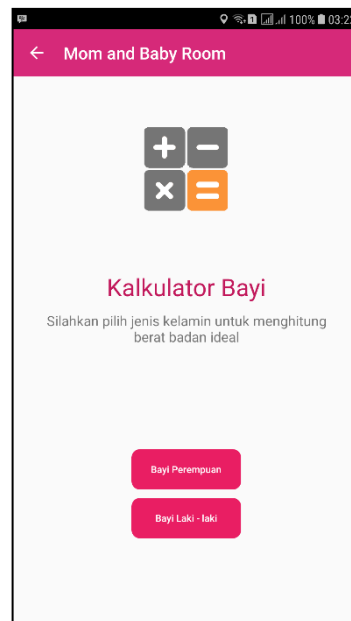 100% 03:22
Mom and Baby Room
Kalkulator Bayi
Silahkan pilih jenis kelamin untuk menghitung
berat badan ideal
Bayi Perempuan
Bayi Laki - laki